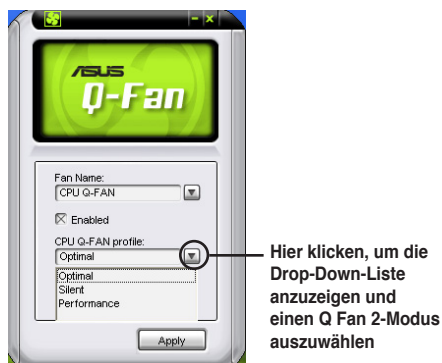 ASUS
Q-Fan
Fan Name:
CPU Q-FAN
Enabled
CPU Q-FAN profile:
Optimal
Optimal
Silent
Performance
Apply
Hier klicken, um die
Drop-Down-Liste
anzuzeigen und
einen Q Fan 2-Modus
auszuwählen